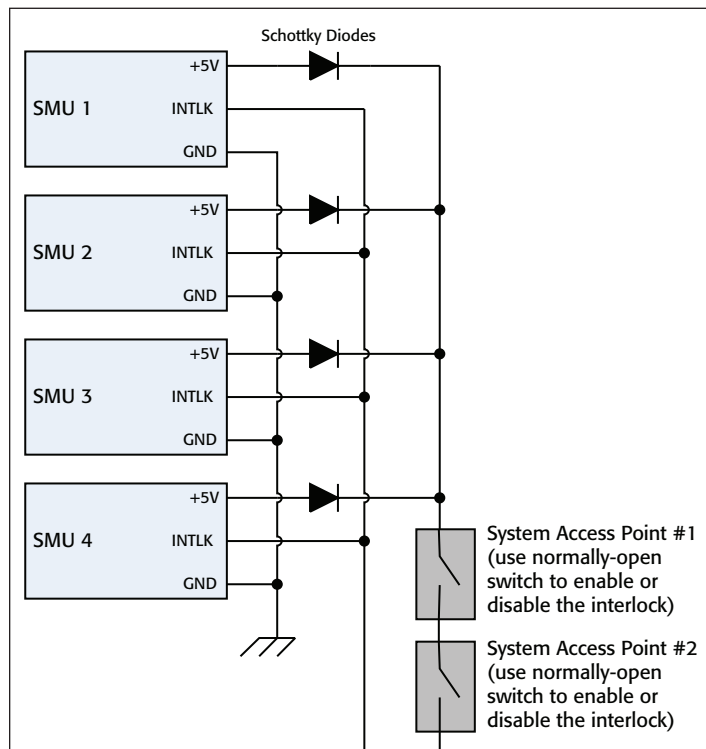 Schottky Diodes
+5V
SMU 1
INTLK
GND
+5V
SMU 2
INTLK
GND
+5V
SMU 3
INTLK
GND
+5V
SMU 4
INTLK
GND
System Access Point #1
(use normally-open
switch to enable or
disable the interlock)
System Access Point #2
(use normally-open
switch to enable or
disable the interlock)